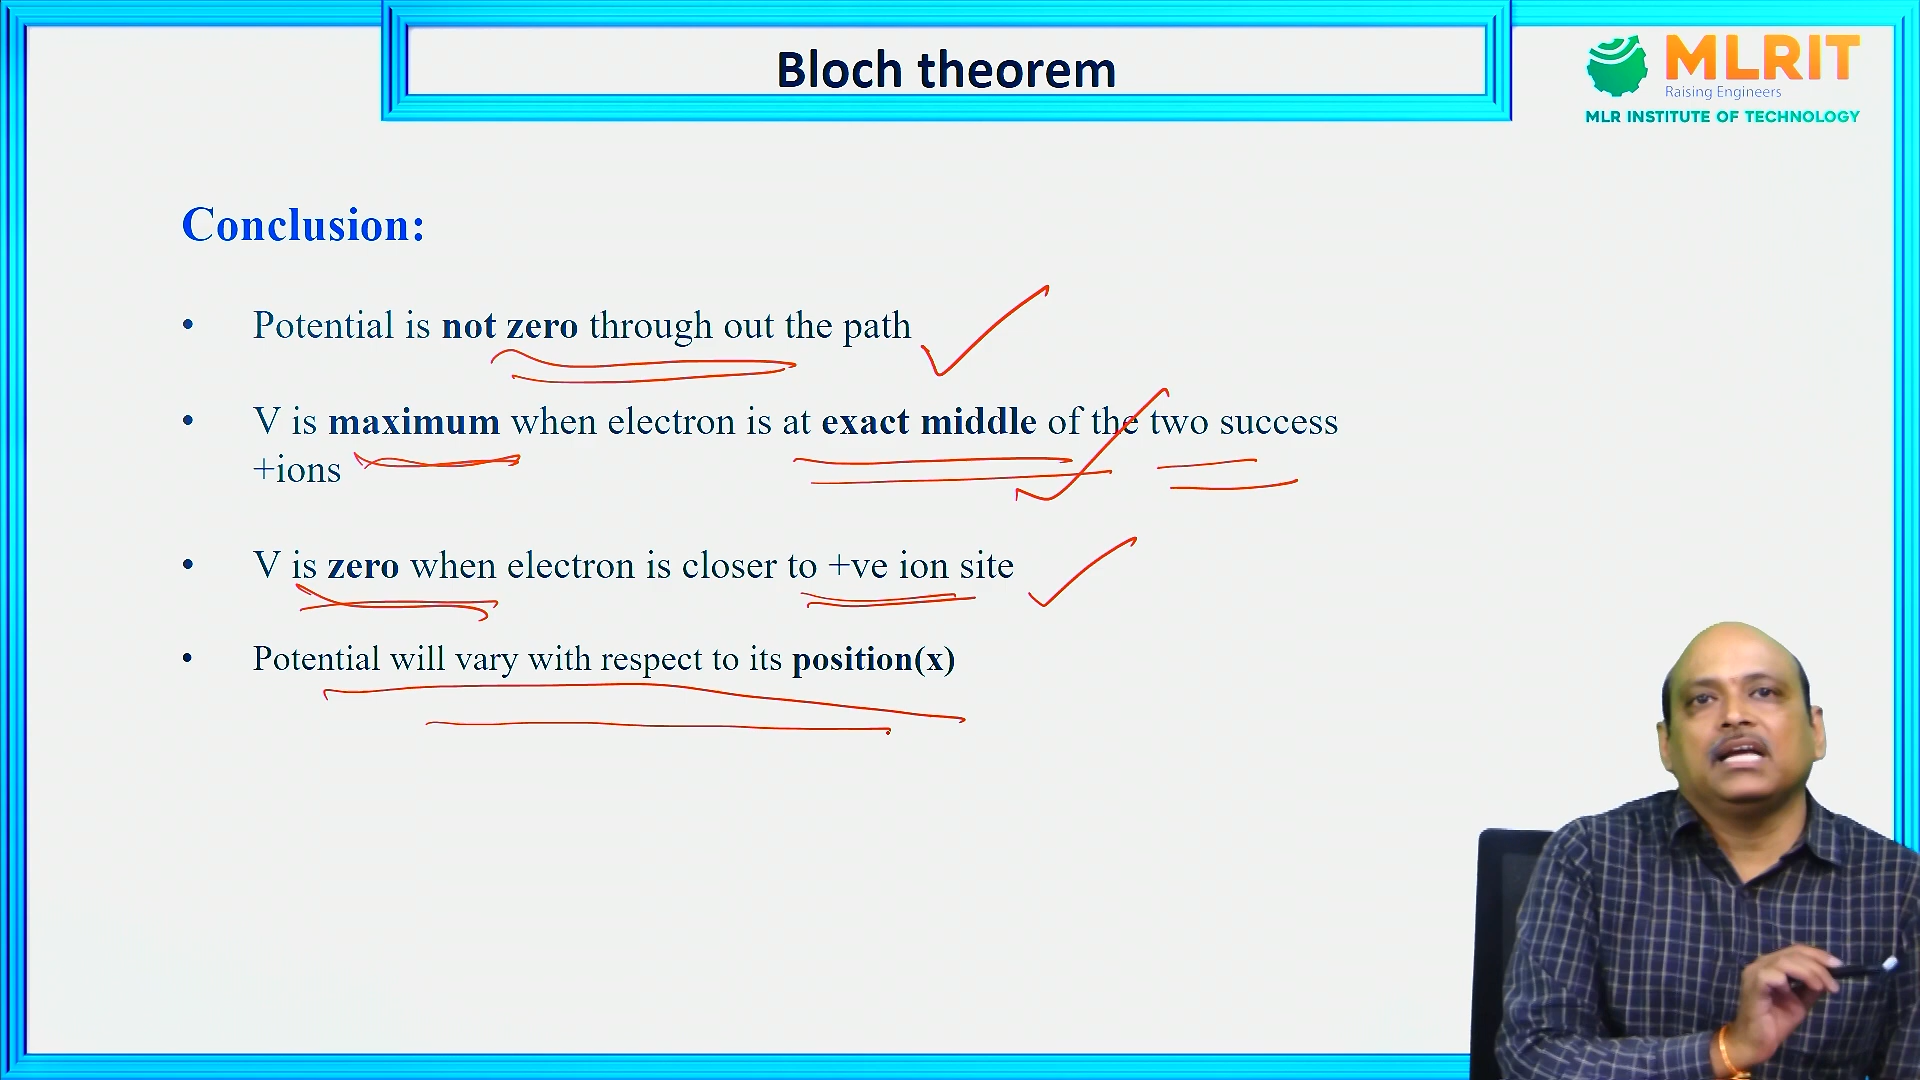 Bloch theorem
MLRIT
Raising Engineers
MLR INSTITUTE OF TECHNOLOGY
Conclusion:
• Potential is not zero through out the path
• V is maximum when electron is at exact middle of the two success
+ions
• V is zero when electron is closer to +ve ion site
• Potential will vary with respect to its position(x)